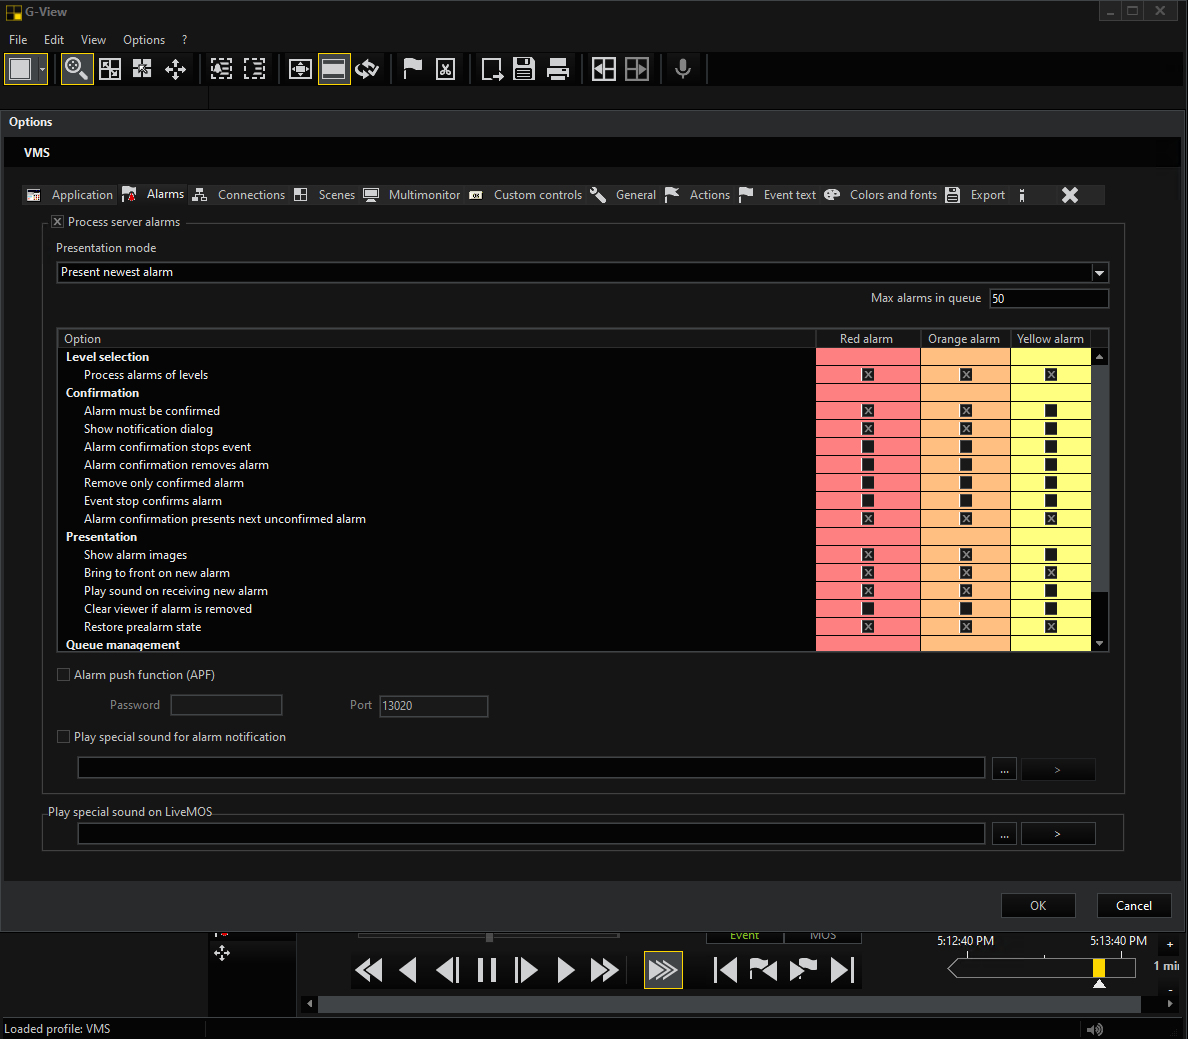 G-View
File Edit View Options ?
Options
VMS
Application Alarms Connections Scenes Multimonitor Custom controls General Actions Event text Colors and fonts Export
Process server alarms
Presentation mode
Present newest alarm
Max alarms in queue 50
Option Red alarm Orange alarm Yellow alarm
Level selection
Process alarms of levels
Confirmation
Alarm must be confirmed
Show notification dialog
Alarm confirmation stops event
Alarm confirmation removes alarm
Remove only confirmed alarm
Event stop confirms alarm
Alarm confirmation presents next unconfirmed alarm
Presentation
Show alarm images
Bring to front on new alarm
Play sound on receiving new alarm
Clear viewer if alarm is removed
Restore prealarm state
Queue management
Alarm push function (APF)
Password Port 13020
Play special sound for alarm notification
... >
Play special sound on LiveMOS
... >
OK Cancel
Event MOS 5:12:40 PM 5:13:40 PM +
1 min
-
Loaded profile: VMS